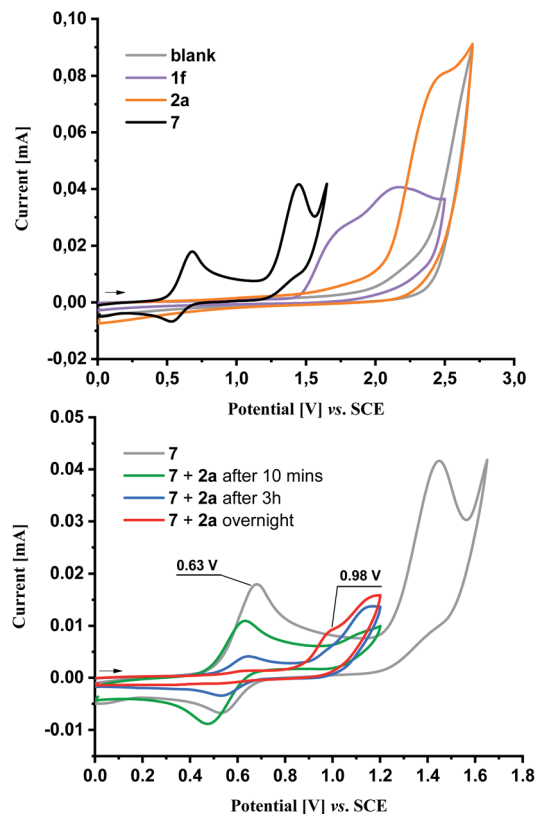 0,10
0,08
0,06
0,04
0,02
0,00
-0,02
Current [mA]
blank
1f
2a
7
0,0 0,5 1,0 1,5 2,0 2,5 3,0
Potential [V] vs. SCE
0.05
0.04
0.03
0.02
0.01
0.00
-0.01
Current [mA]
7
7 + 2a after 10 mins
7 + 2a after 3h
7 + 2a overnight
0.63 V
0.98 V
0.0 0.2 0.4 0.6 0.8 1.0 1.2 1.4 1.6 1.8
Potential [V] vs. SCE